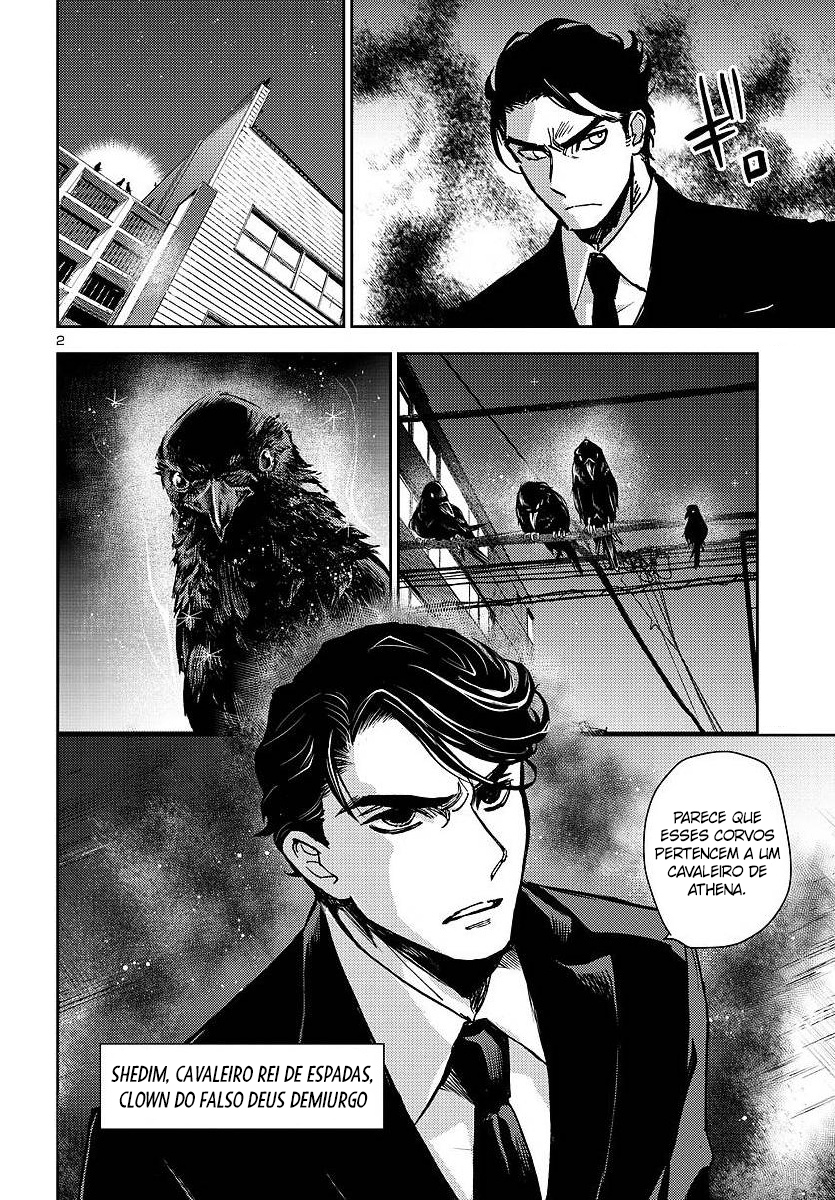 ギロ
2
PARECE QUE
ESSES CORVOS
PERTENCEM A UM
CAVALEIRO DE
ATHENA.
SHEDIM, CAVALEIRO REI DE ESPADAS,
CLOWN DO FALSO DEUS DEMIURGO